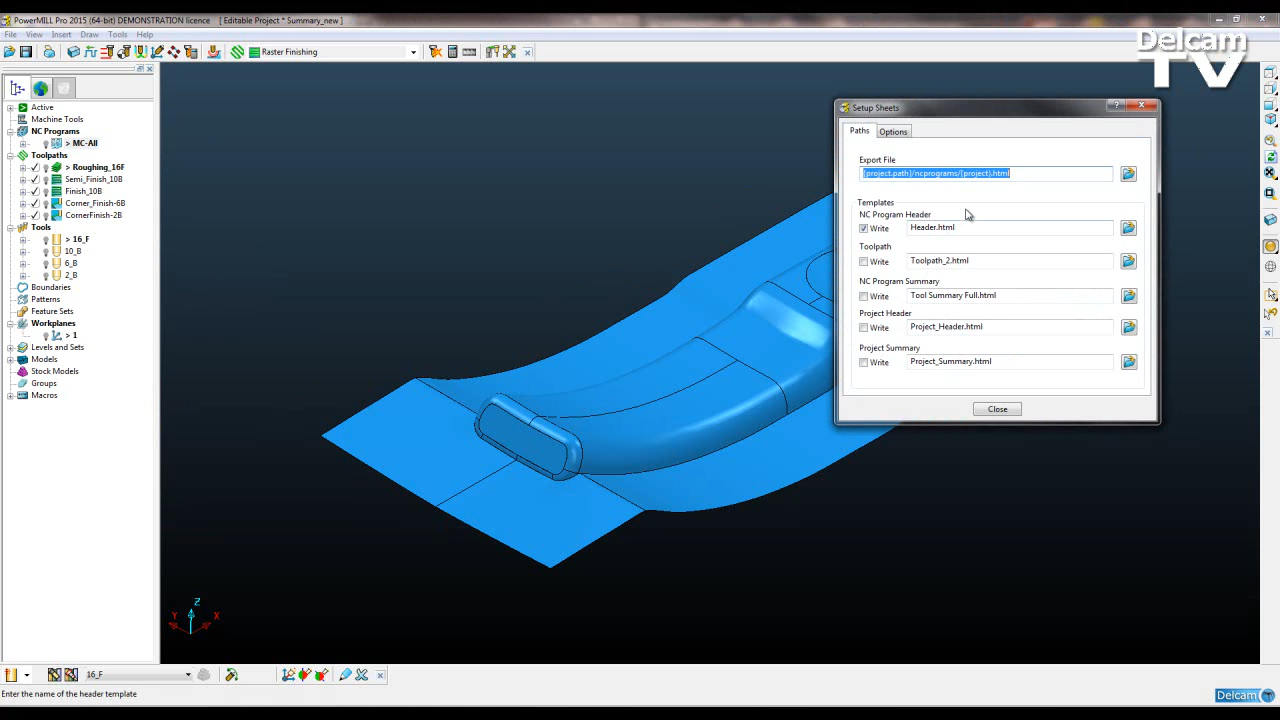 PowerMILL Pro 2015 (64-bit) DEMONSTRATION licence [ Editable Project * Summary_new ]
File View Insert Draw Tools Help
Raster Finishing
Delcam
TV
Active
Machine Tools
NC Programs
> MC-All
Toolpaths
> Roughing_16F
Semi_Finish_10B
Finish_10B
Corner_Finish-6B
CornerFinish-2B
Tools
> 16_F
10_B
6_B
2_B
Boundaries
Patterns
Feature Sets
Workplanes
> 1
Levels and Sets
Models
Stock Models
Groups
Macros
Setup Sheets
Paths Options
Export File
{project.path}/ncprograms/{project}.html
Templates
NC Program Header
Write Header.html
Toolpath
Write Toolpath_2.html
NC Program Summary
Write Tool Summary Full.html
Project Header
Write Project_Header.html
Project Summary
Write Project_Summary.html
Close
Z
Y X
16_F
Enter the name of the header template
Delcam